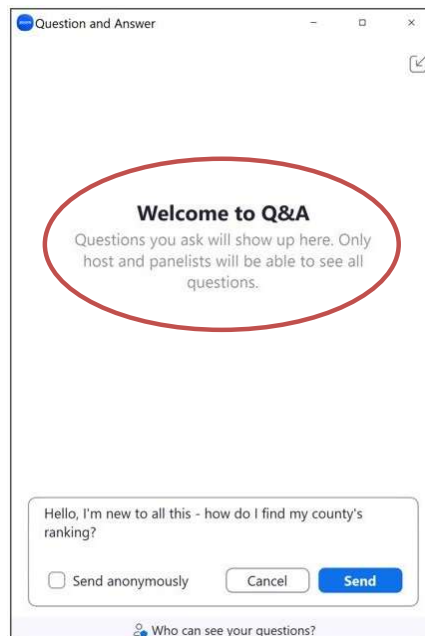 Question and Answer
Welcome to Q&A
Questions you ask will show up here. Only
host and panelists will be able to see all
questions.
Hello, I'm new to all this - how do I find my county's
ranking?
Send anonymously
Cancel
Send
Who can see your questions?